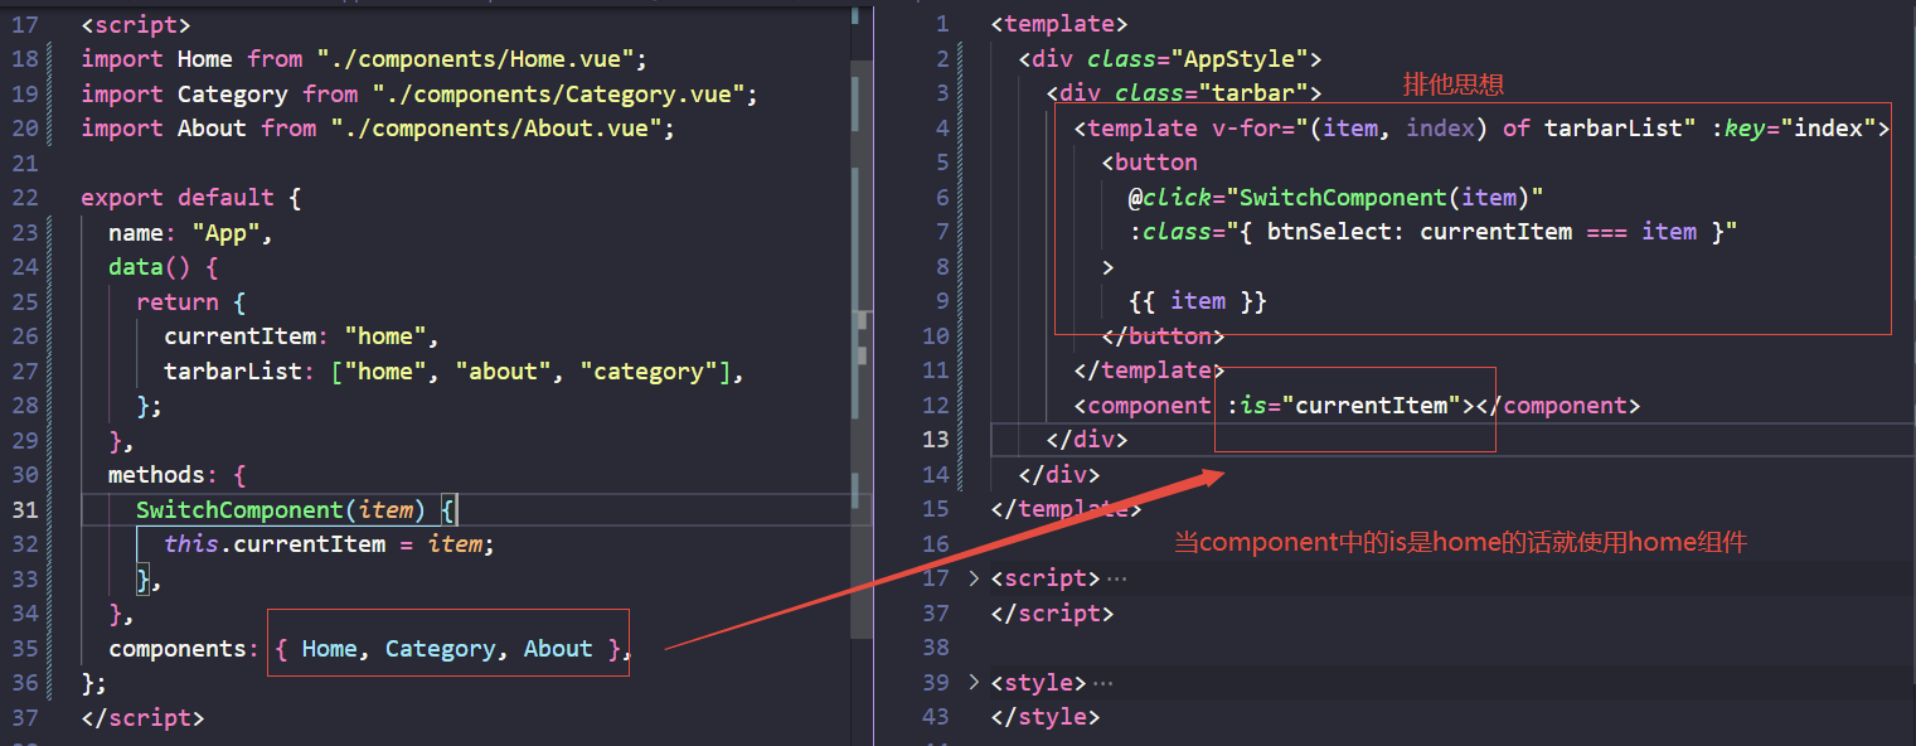 17 <script>
18 import Home from "./components/Home.vue";
19 import Category from "./components/Category.vue";
20 import About from "./components/About.vue";
21
22 export default {
23 name: "App",
24 data() {
25 return {
26 currentItem: "home",
27 tarbarList: ["home", "about", "category"],
28 };
29 },
30 methods: {
31 SwitchComponent(item) {
32 this.currentItem = item;
33 },
34 },
35 components: { Home, Category, About },
36 };
37 </script>
1 <template>
2 <div class="AppStyle">
排他思想
3 <div class="tarbar">
4 <template v-for="(item, index) of tarbarList" :key="index">
5 <button
6 @click="SwitchComponent(item)"
7 :class="{ btnSelect: currentItem === item }"
8 >
9 {{ item }}
10 </button>
11 </template>
12 <component :is="currentItem"></component>
13 </div>
14 </div>
15 </template>
16
当component中的is是home的话就使用home组件
17 > <script>···
37 </script>
38
39 > <style>···
43 </style>